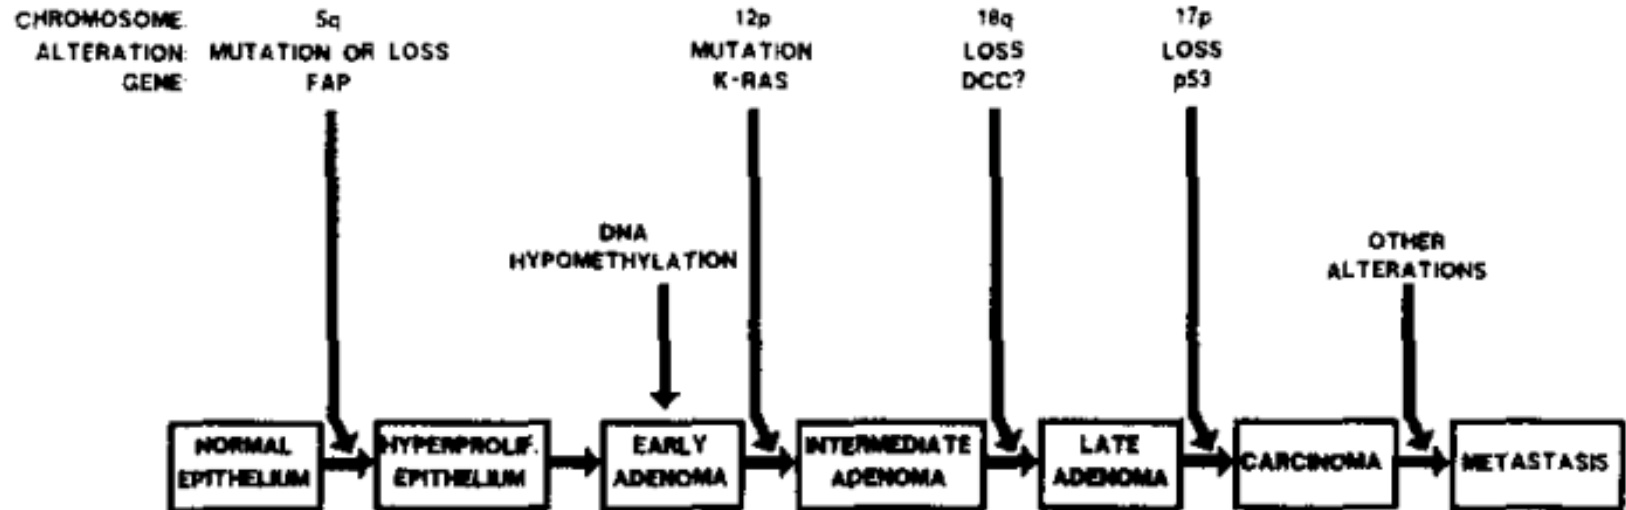 CHROMOSOME: 5q 12p 18q 17p
ALTERATION: MUTATION OR LOSS MUTATION LOSS LOSS
GENE: FAP K-RAS DCC? p53
DNA
HYPOMETHYLATION
OTHER
ALTERATIONS
NORMAL
EPITHELIUM
HYPERPROLIF.
EPITHELIUM
EARLY
ADENOMA
INTERMEDIATE
ADENOMA
LATE
ADENOMA
CARCINOMA
METASTASIS